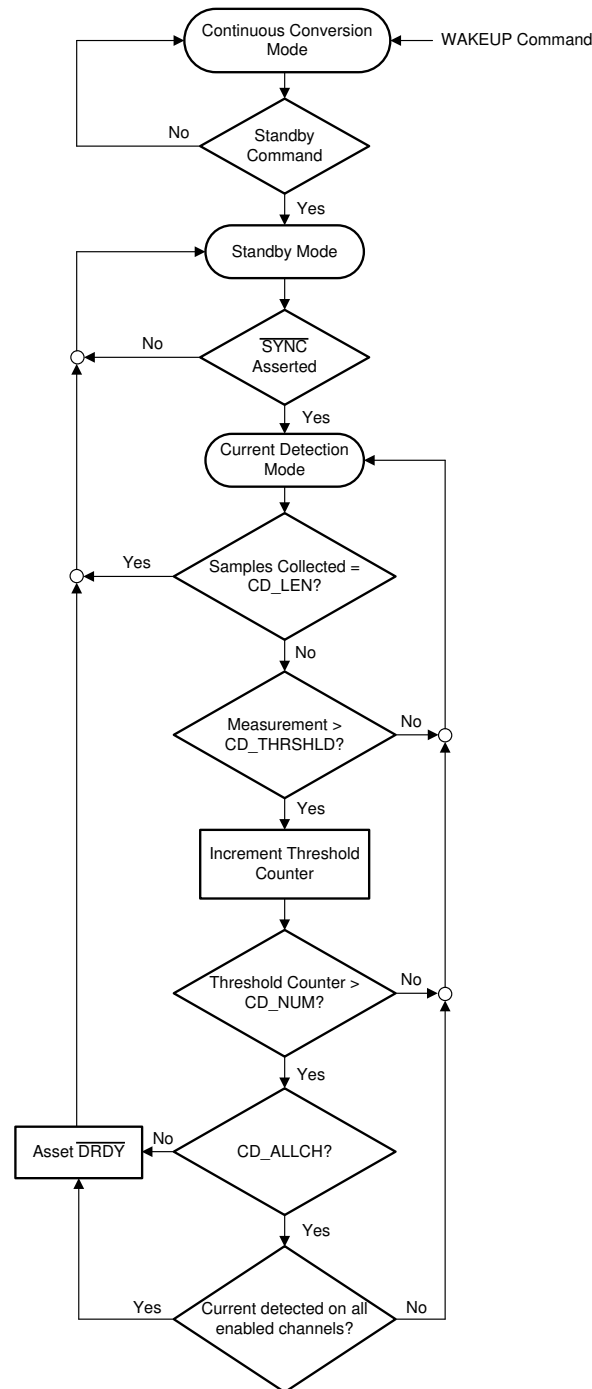 Continuous Conversion
Mode
WAKEUP Command
No
Standby
Command
Yes
Standby Mode
No
SYNC
Asserted
Yes
Current Detection
Mode
Yes
Samples Collected =
CD_LEN?
No
Measurement >
CD_THRSHLD?
No
Yes
Increment Threshold
Counter
Threshold Counter >
CD_NUM?
No
Yes
Asset DRDY
No
CD_ALLCH?
Yes
Yes
Current detected on all
enabled channels?
No